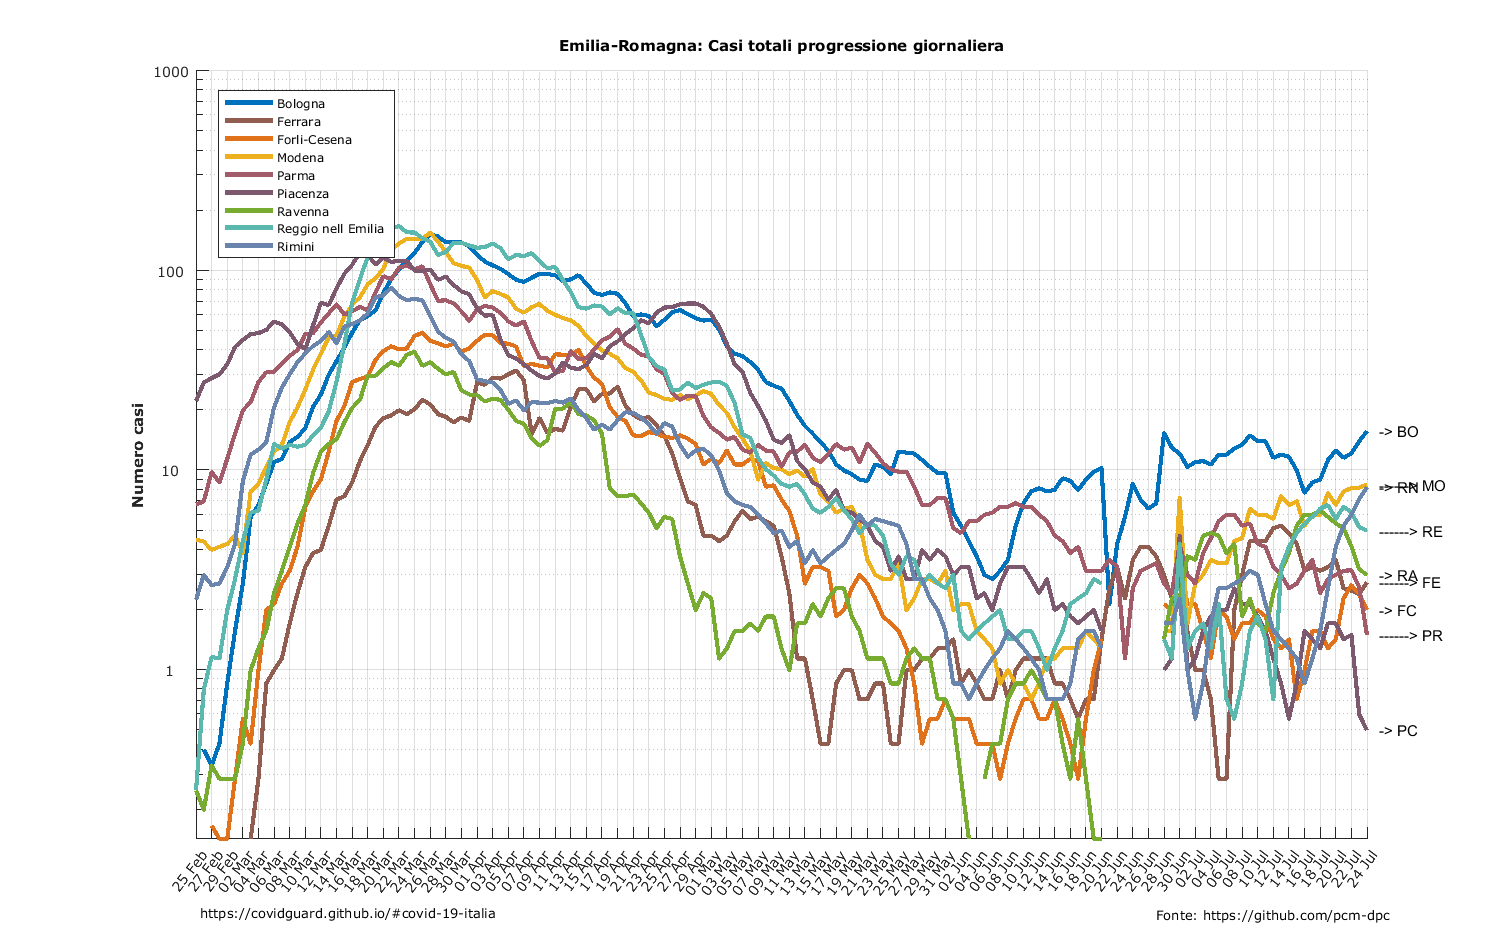 Emilia-Romagna: Casi totali progressione giornaliera
Numero casi
1000
100
10
1
Bologna
Ferrara
Forli-Cesena
Modena
Parma
Piacenza
Ravenna
Reggio nell Emilia
Rimini
-> BO
-> MO
-> RN
------> RE
-> RA
------> FE
-> FC
------> PR
-> PC
25 Feb
27 Feb
29 Feb
02 Mar
04 Mar
06 Mar
08 Mar
10 Mar
12 Mar
14 Mar
16 Mar
18 Mar
20 Mar
22 Mar
24 Mar
26 Mar
28 Mar
30 Mar
01 Apr
03 Apr
05 Apr
07 Apr
09 Apr
11 Apr
13 Apr
15 Apr
17 Apr
19 Apr
21 Apr
23 Apr
25 Apr
27 Apr
29 Apr
01 May
03 May
05 May
07 May
09 May
11 May
13 May
15 May
17 May
19 May
21 May
23 May
25 May
27 May
29 May
31 May
02 Jun
04 Jun
06 Jun
08 Jun
10 Jun
12 Jun
14 Jun
16 Jun
18 Jun
20 Jun
22 Jun
24 Jun
26 Jun
28 Jun
30 Jun
02 Jul
04 Jul
06 Jul
08 Jul
10 Jul
12 Jul
14 Jul
16 Jul
18 Jul
20 Jul
22 Jul
24 Jul
https://covidguard.github.io/#covid-19-italia
Fonte: https://github.com/pcm-dpc